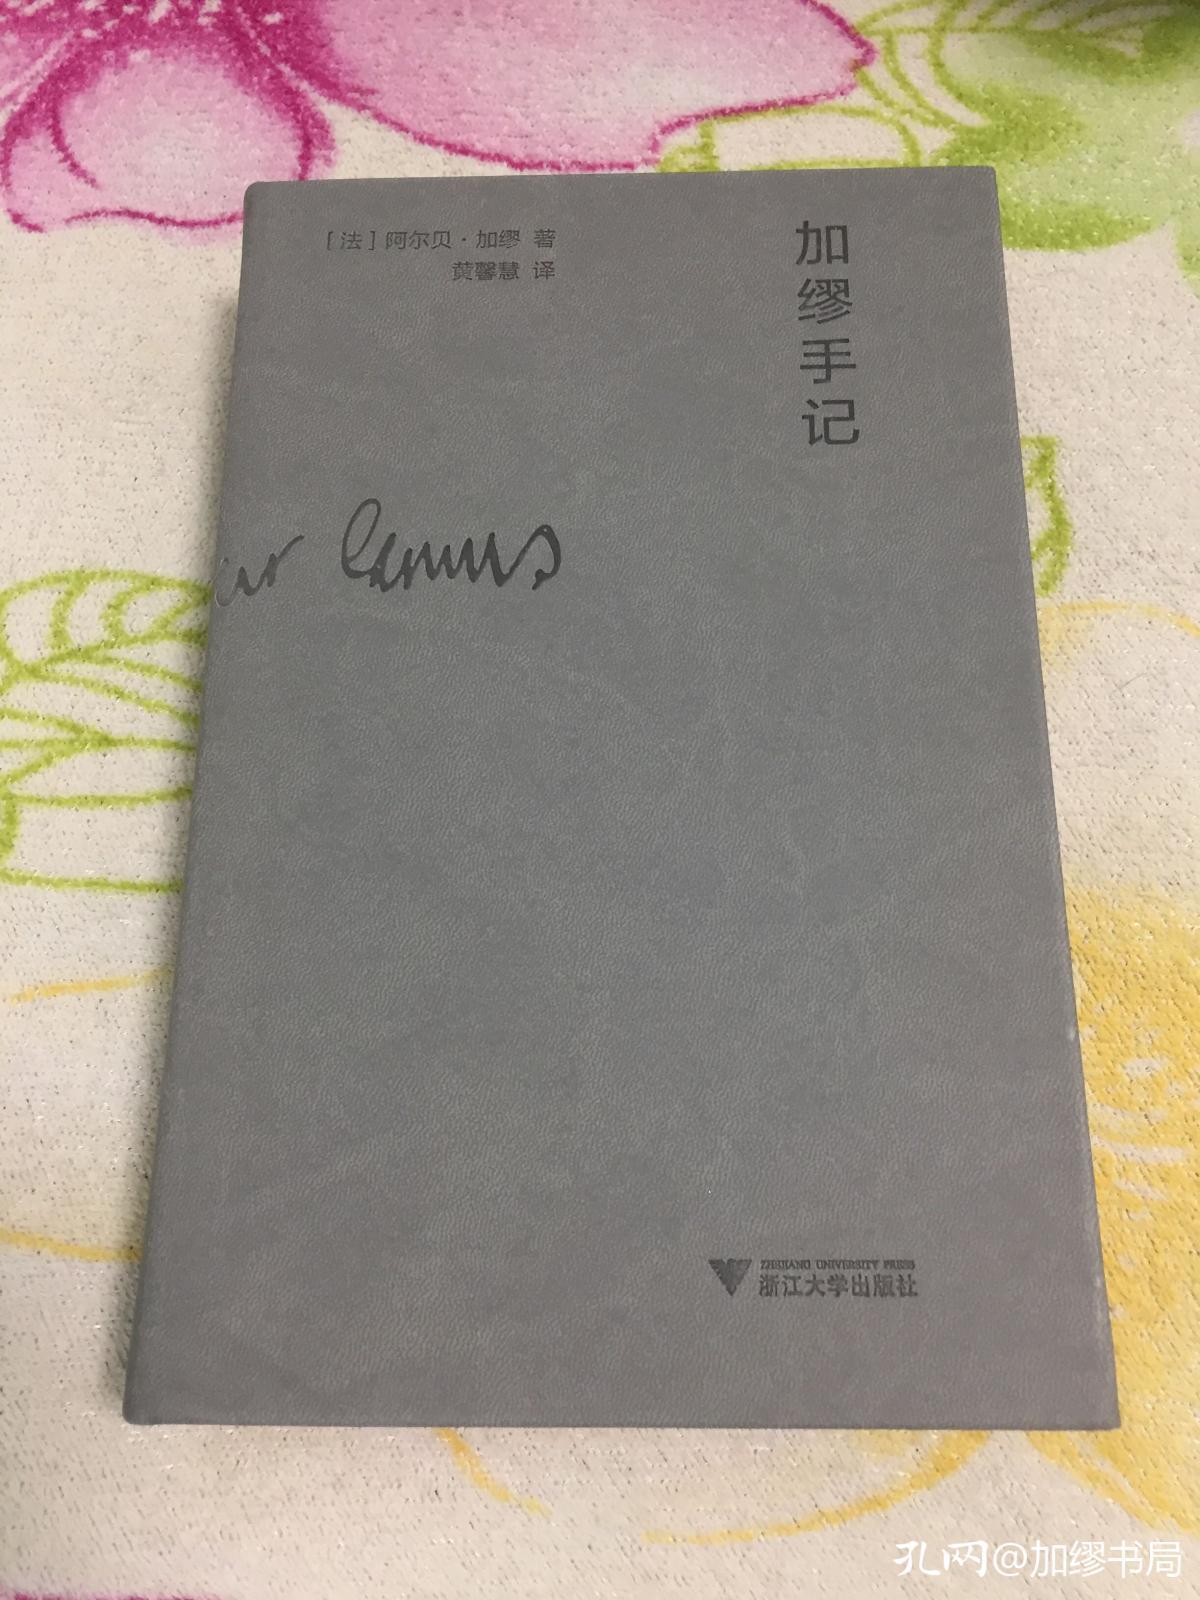 [法] 阿尔贝·加缪 著
黄馨慧 译
加缪手记
Camus
ZHEJIANG UNIVERSITY PRESS
浙江大学出版社
孔网@加缪书局